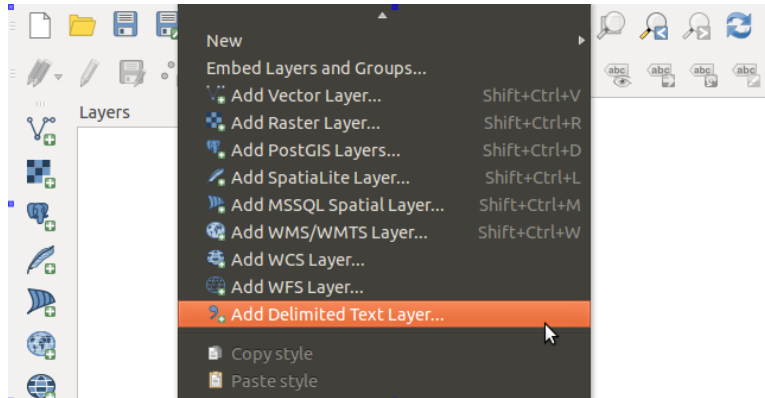 New
Embed Layers and Groups...
Add Vector Layer... Shift+Ctrl+V
Add Raster Layer... Shift+Ctrl+R
Add PostGIS Layers... Shift+Ctrl+D
Add SpatiaLite Layer... Shift+Ctrl+L
Add MSSQL Spatial Layer... Shift+Ctrl+M
Add WMS/WMTS Layer... Shift+Ctrl+W
Add WCS Layer...
Add WFS Layer...
Add Delimited Text Layer...
Copy style
Paste style
Layers
abc abc abc abc